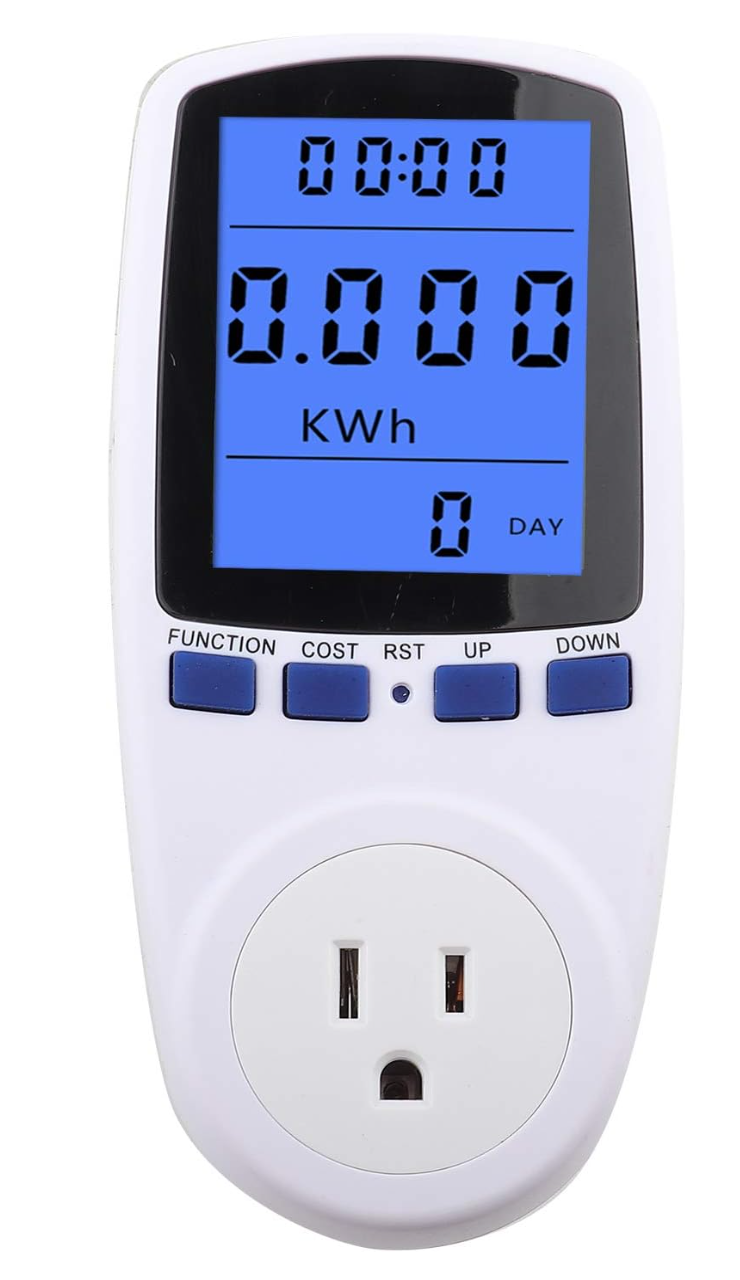 00:00
0.000
KWh
0 DAY
FUNCTION COST RST UP DOWN